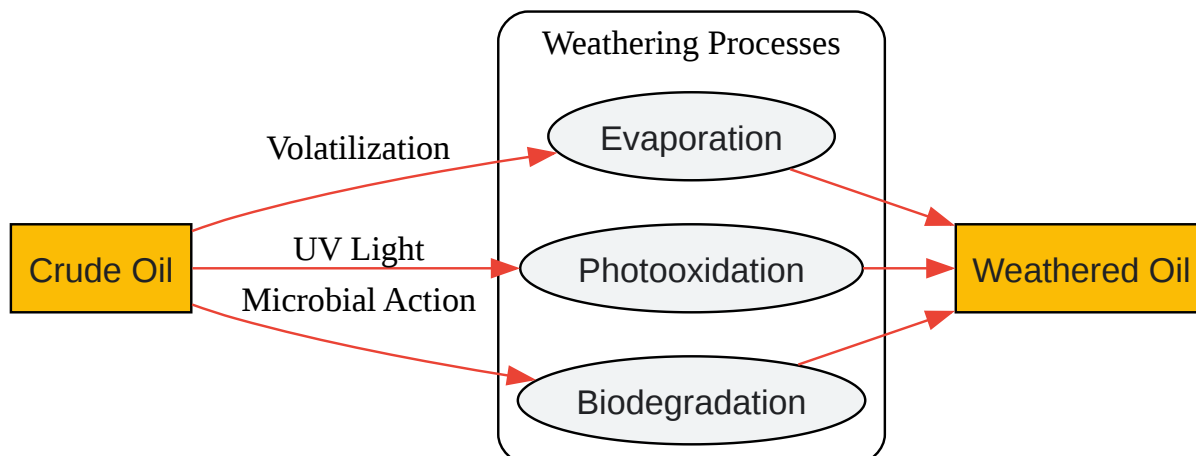 Weathering Processes
Volatilization
Evaporation
Crude Oil
UV Light
Photooxidation
Weathered Oil
Microbial Action
Biodegradation